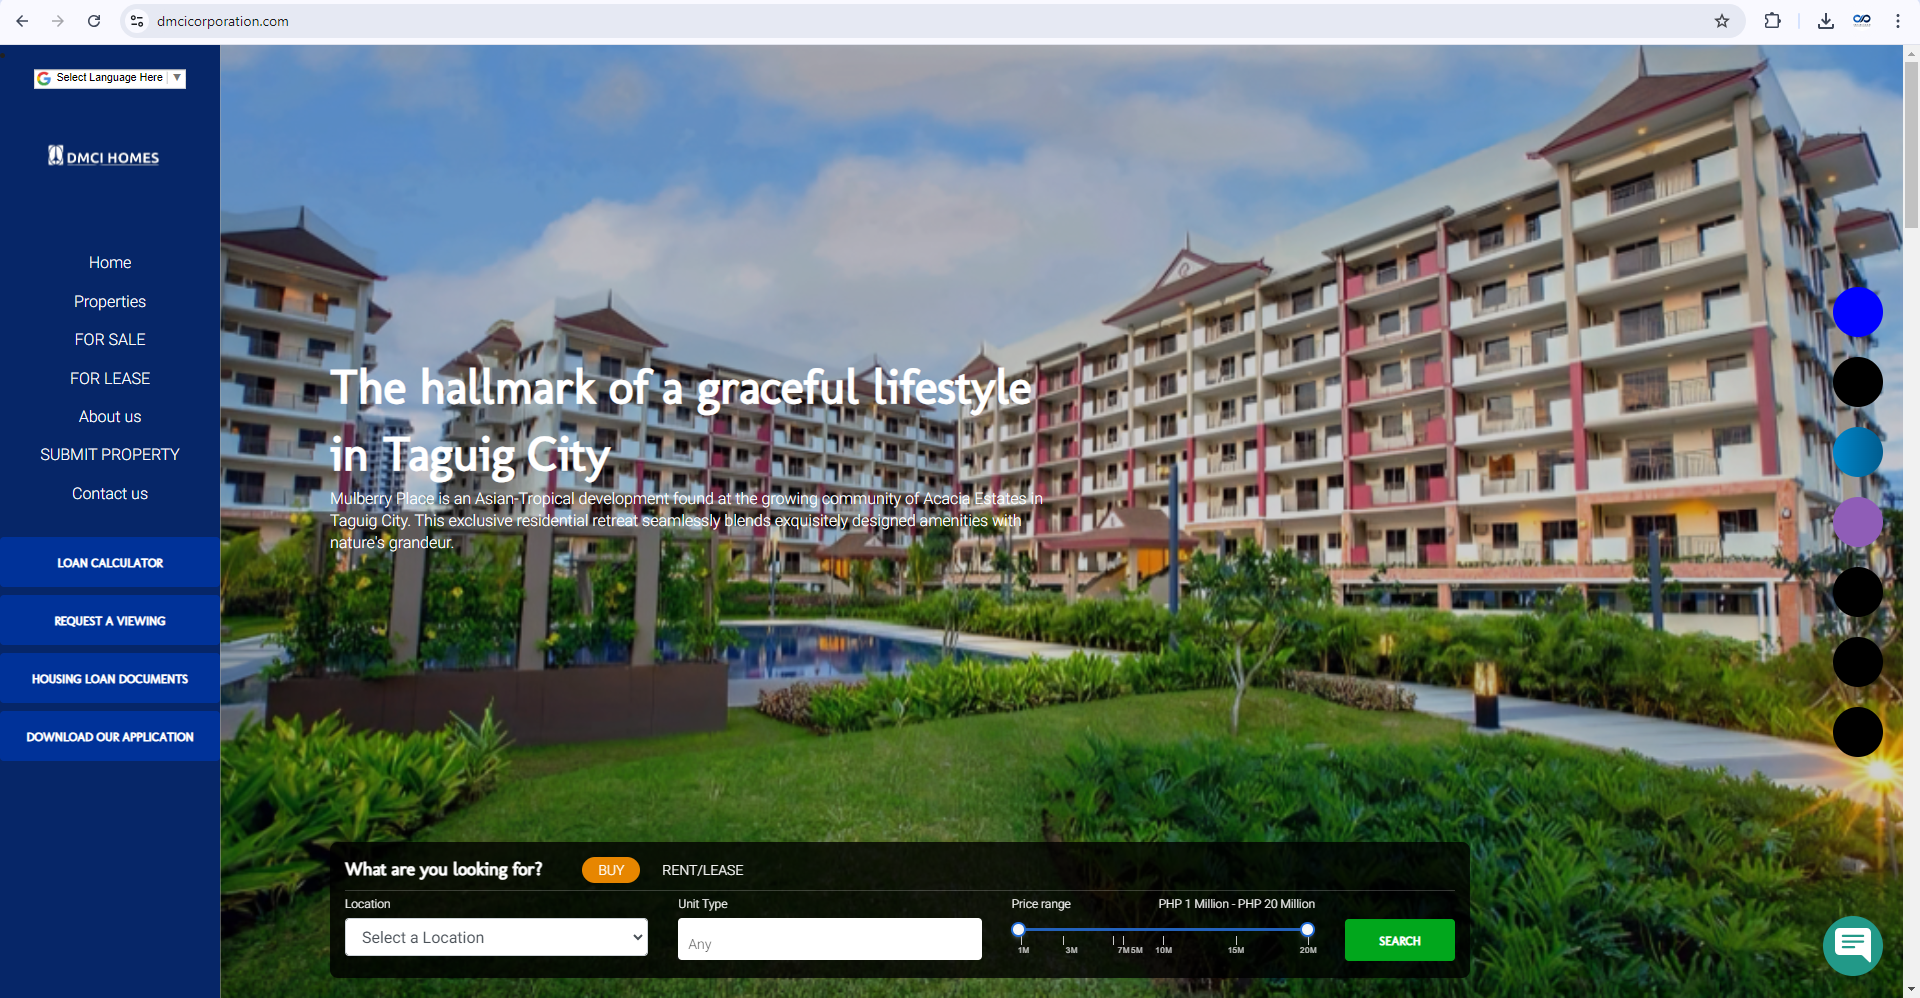 dmcicorporation.com
Select Language Here ▼
DMCI HOMES
Home
Properties
FOR SALE
FOR LEASE
About us
SUBMIT PROPERTY
Contact us
LOAN CALCULATOR
REQUEST A VIEWING
HOUSING LOAN DOCUMENTS
DOWNLOAD OUR APPLICATION
The hallmark of a graceful lifestyle
in Taguig City
Mulberry Place is an Asian-Tropical development found at the growing community of Acacia Estates in
Taguig City. This exclusive residential retreat seamlessly blends exquisitely designed amenities with
nature's grandeur.
What are you looking for? BUY RENT/LEASE
Location Unit Type Price range PHP 1 Million - PHP 20 Million
Select a Location Any SEARCH
1M 3M 7M 5M 10M 15M 20M